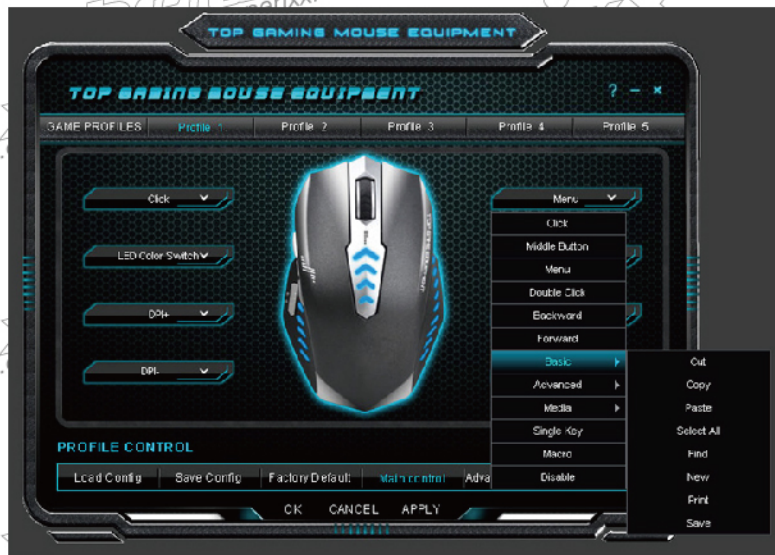 TOP GAMING MOUSE EQUIPMENT
TOP GAMING MOUSE EQUIPMENT
? - ×
GAME PROFILES Profile 1 Profile 2 Profile 3 Profile 4 Profile 5
Click
LED Color Switch
DPI+
DPI-
Menu
Click
Middle Button
Menu
Double Click
Backward
Forward
Basic
Advanced
Media
Single Key
Macro
Disable
Cut
Copy
Paste
Select All
Find
New
Print
Save
PROFILE CONTROL
Load Config Save Config Factory Default Main control Adva
OK CANCEL APPLY